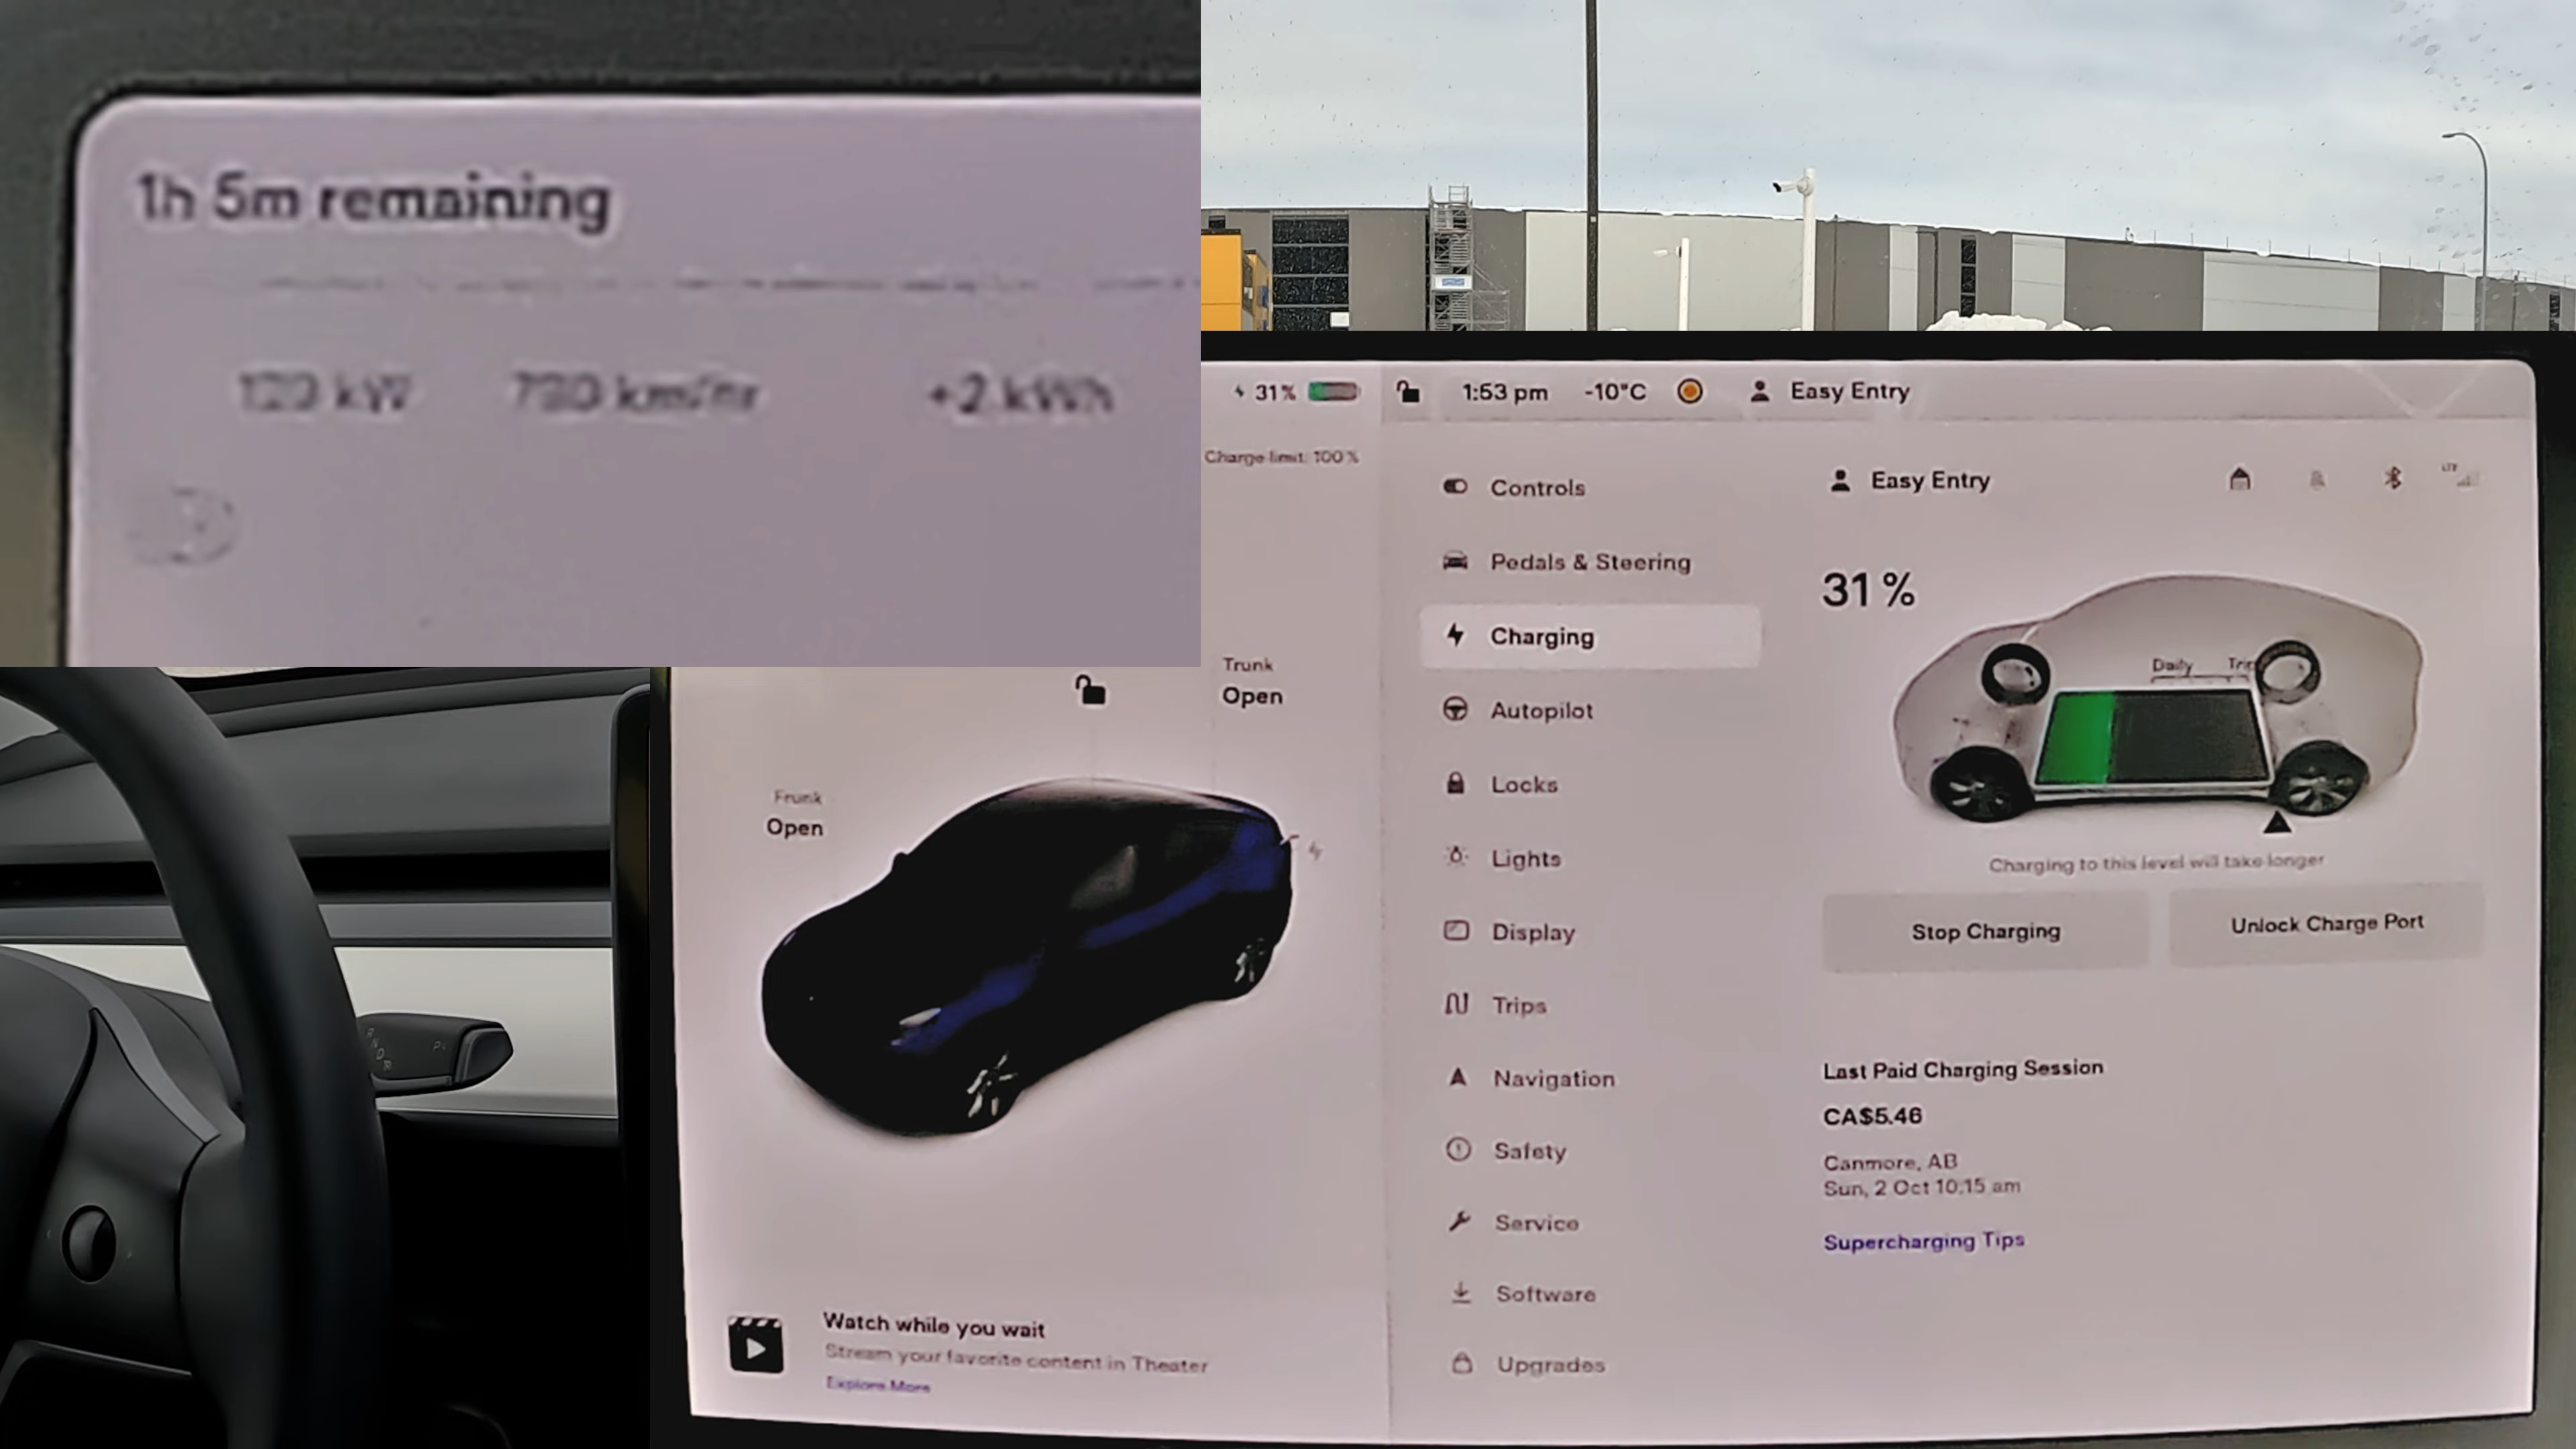 1h 5m remaining
+2 kWh
31%
1:53 pm
-10°C
Easy Entry
Charge limit: 100%
Trunk
Open
Frunk
Open
Watch while you wait
Stream your favorite content in Theater
Explore More
Controls
Pedals & Steering
Charging
Autopilot
Locks
Lights
Display
Trips
Navigation
Safety
Service
Software
Upgrades
Easy Entry
LTE
31%
Daily
Charging to this level will take longer
Stop Charging
Unlock Charge Port
Last Paid Charging Session
CA$5.46
Canmore, AB
Sun, 2 Oct 10:15 am
Supercharging Tips